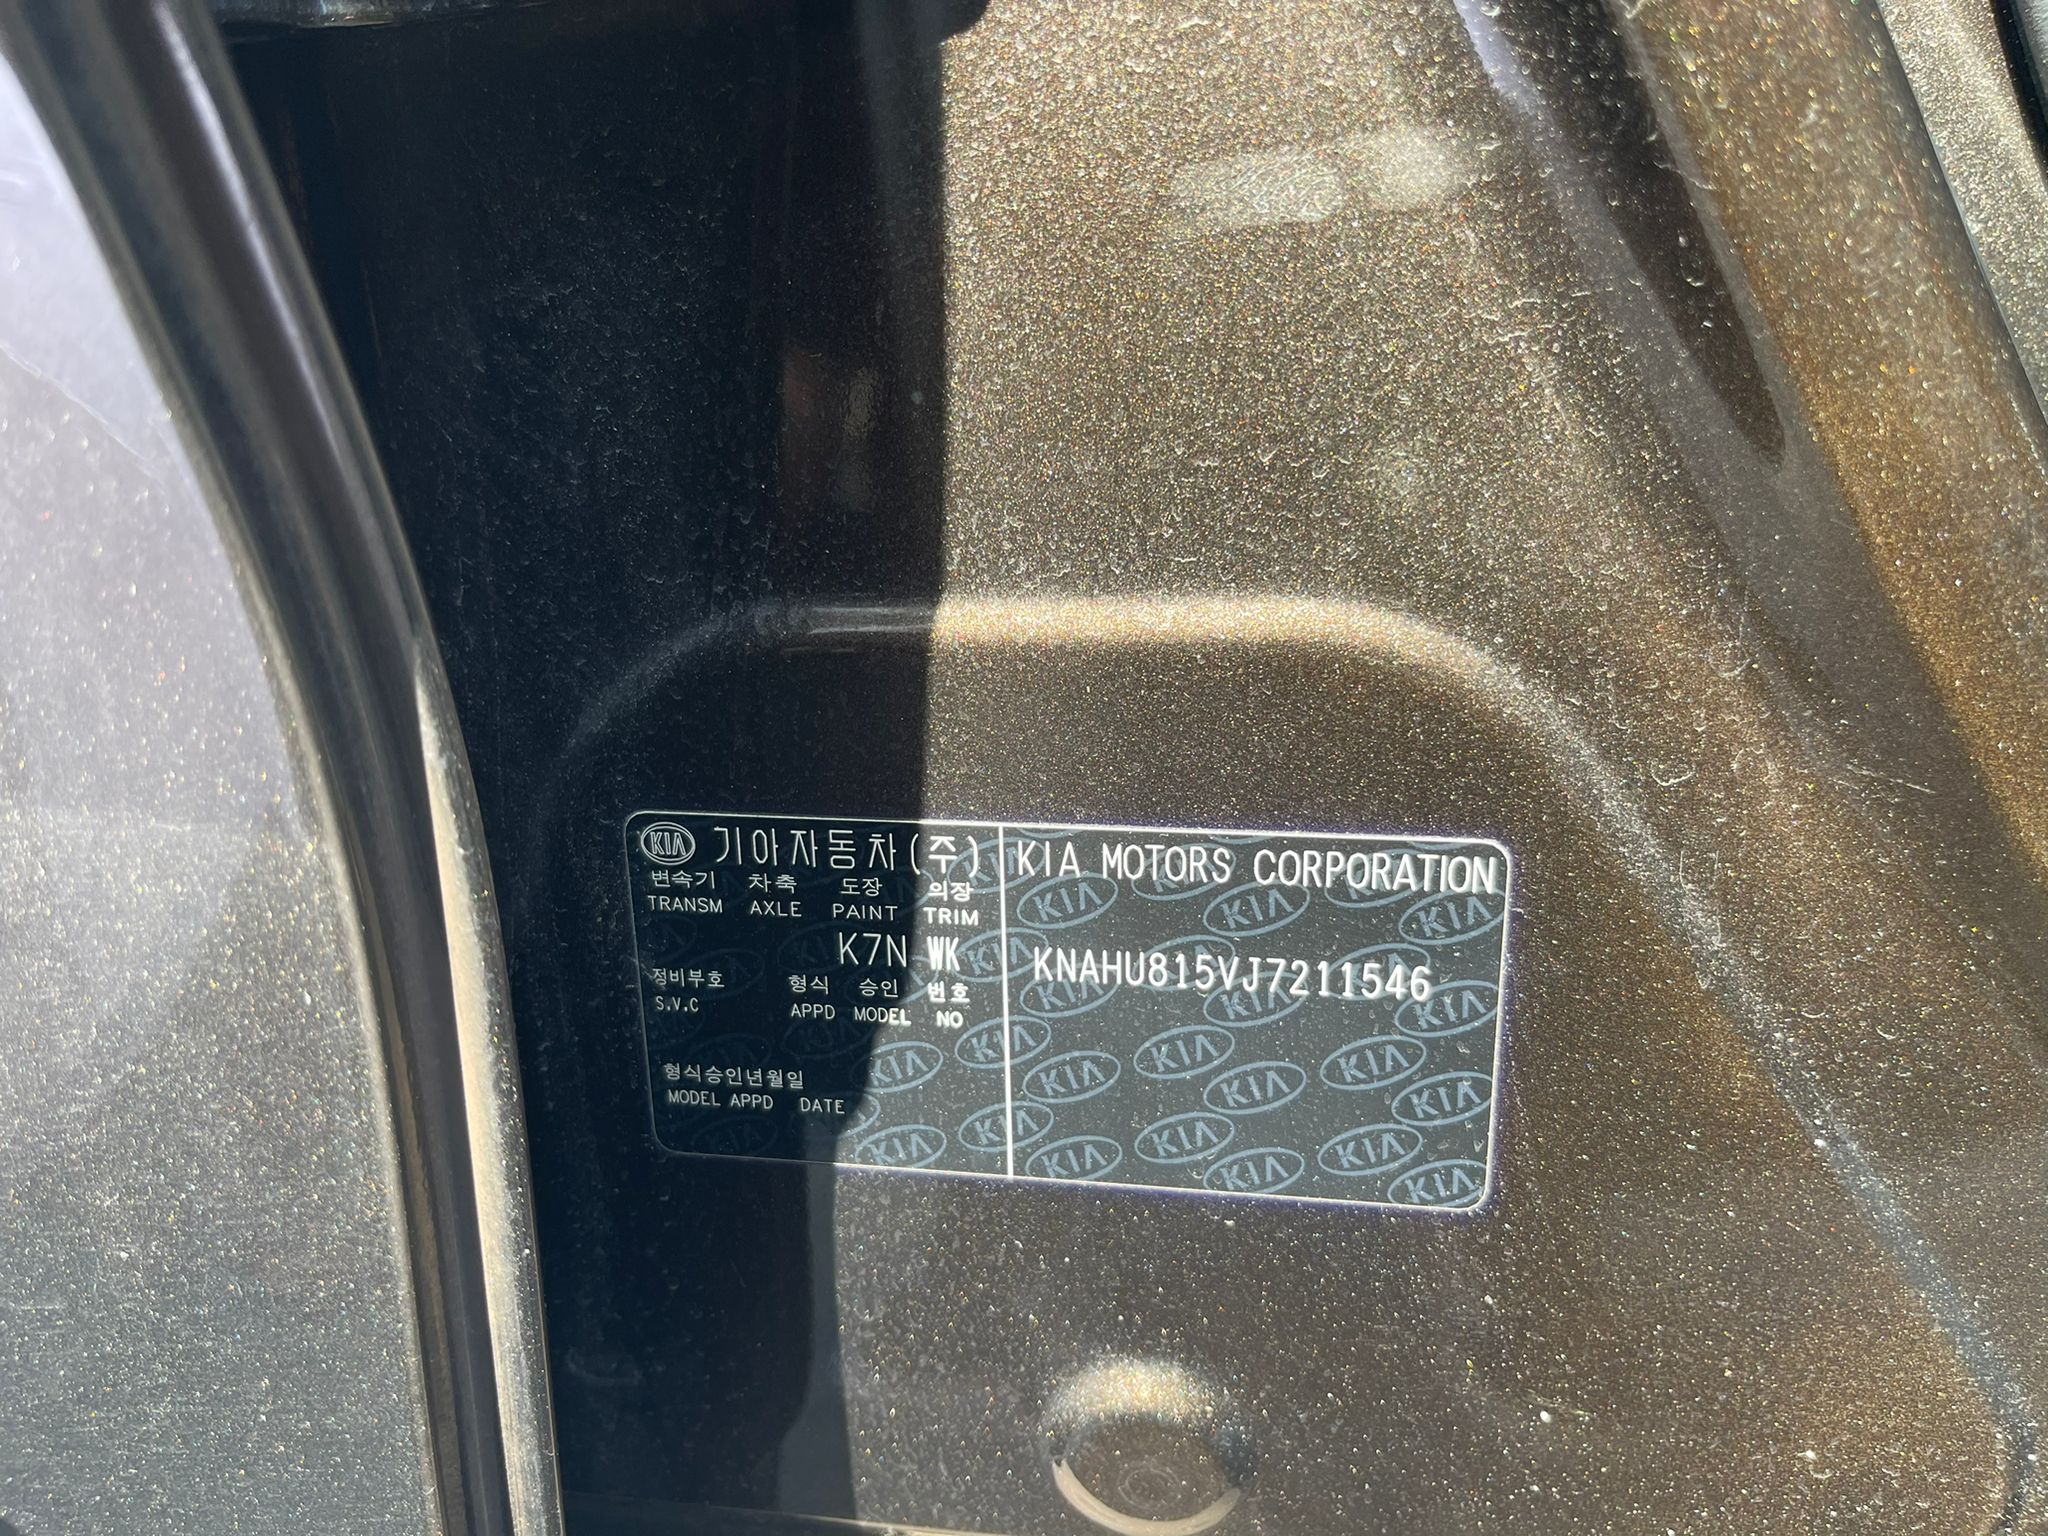 KIA 기아자동차(주) KIA MOTORS CORPORATION
변속기 차축 도장 의장
TRANSM AXLE PAINT TRIM
K7N WK KNAHU815VJ7211546
정비부호 형식 승인 번호
S.V.C APPD MODEL NO
형식승인년월일
MODEL APPD DATE